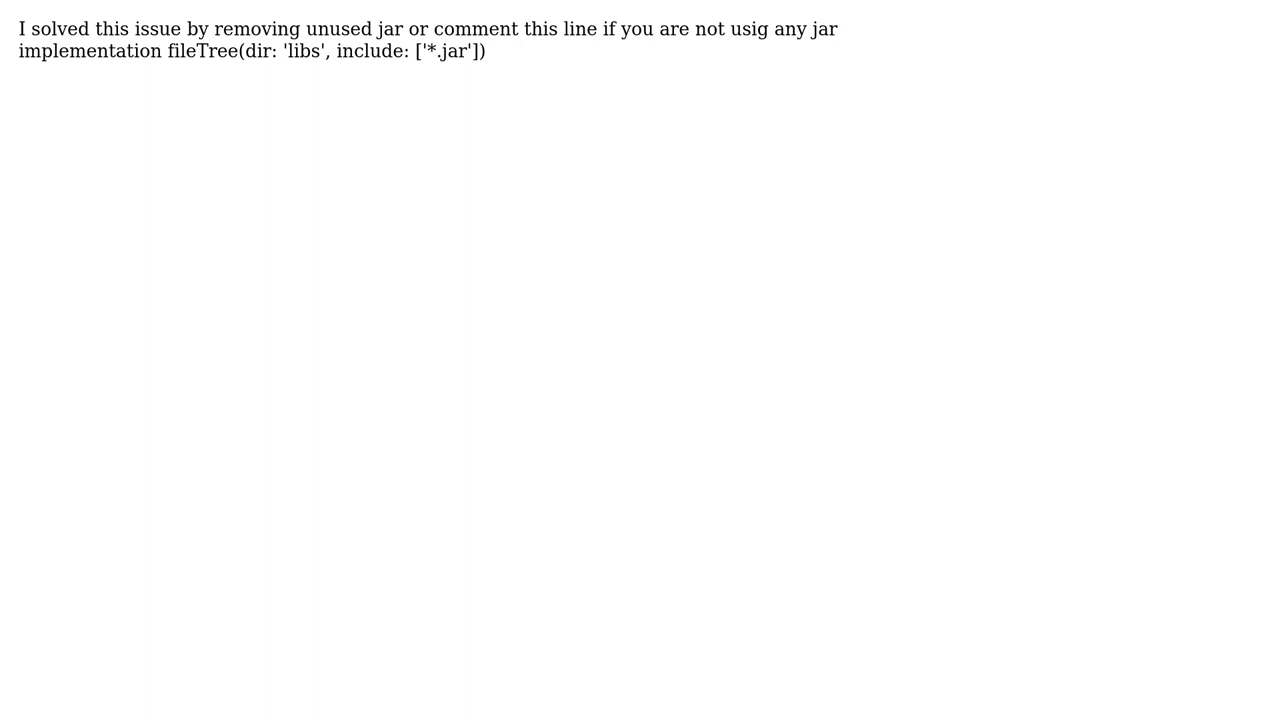 I solved this issue by removing unused jar or comment this line if you are not usig any jar
implementation fileTree(dir: 'libs', include: ['*.jar'])